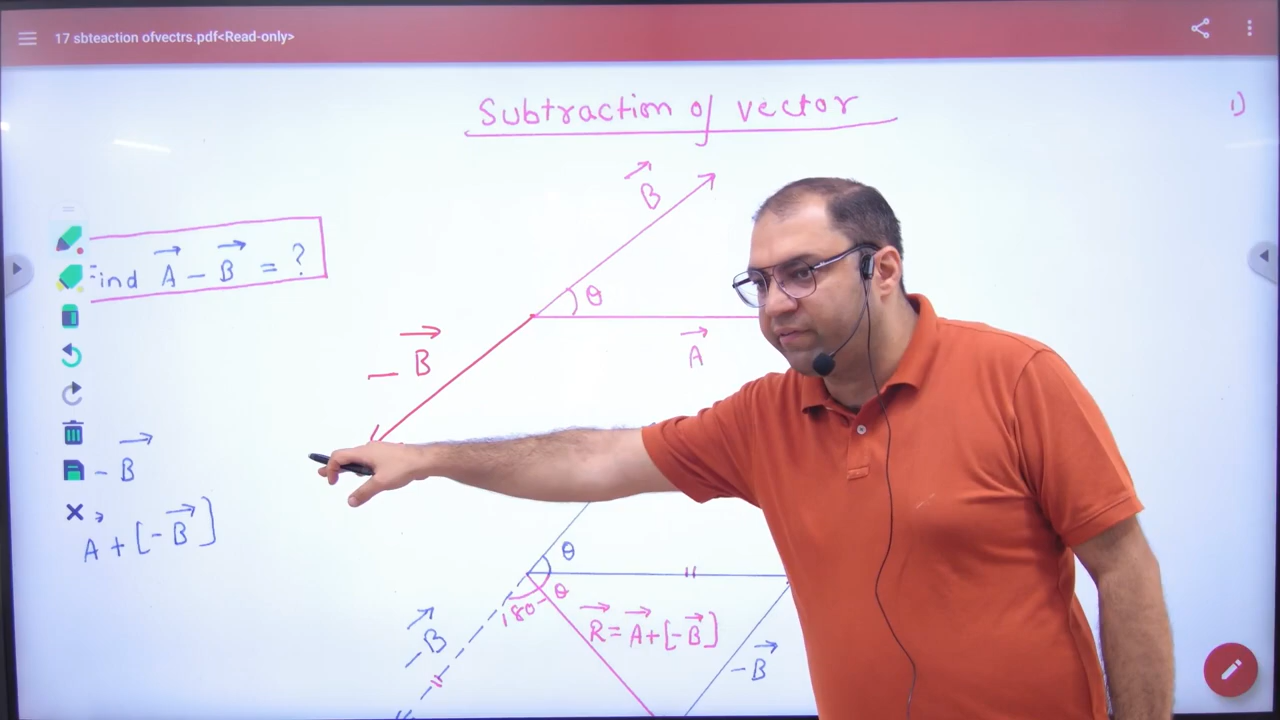 17 sbteaction ofvectrs.pdf<Read-only>
Subtraction of vector
1)
B⃗
Find A⃗ - B⃗ = ?
θ
- B⃗
A⃗
- B⃗
A⃗ + [- B⃗ ]
θ
180-θ
R⃗ = A⃗ + [- B⃗ ]
- B⃗
- B⃗